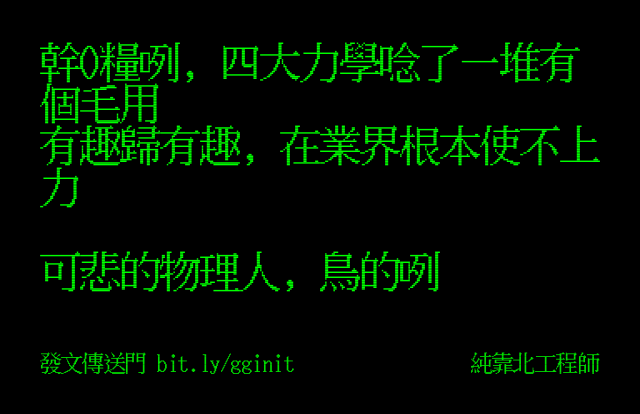 幹0糧咧, 四大力學唸了一堆有
個毛用
有趣歸有趣, 在業界根本使不上
力
可悲的物理人, 鳥的咧
發文傳送門 bit.ly/gginit
純靠北工程師